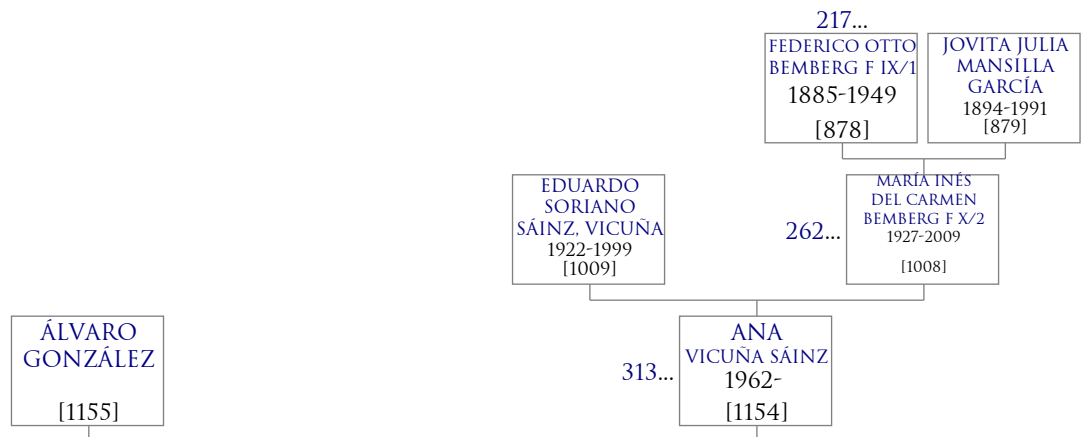 217...
FEDERICO OTTO
BEMBERG F IX/1
1885-1949
[878]
JOVITA JULIA
MANSILLA
GARCÍA
1894-1991
[879]
EDUARDO
SORIANO
SÁINZ, VICUÑA
1922-1999
[1009]
262...
MARÍA INÉS
DEL CARMEN
BEMBERG F X/2
1927-2009
[1008]
ÁLVARO
GONZÁLEZ
[1155]
313...
ANA
VICUÑA SÁINZ
1962-
[1154]